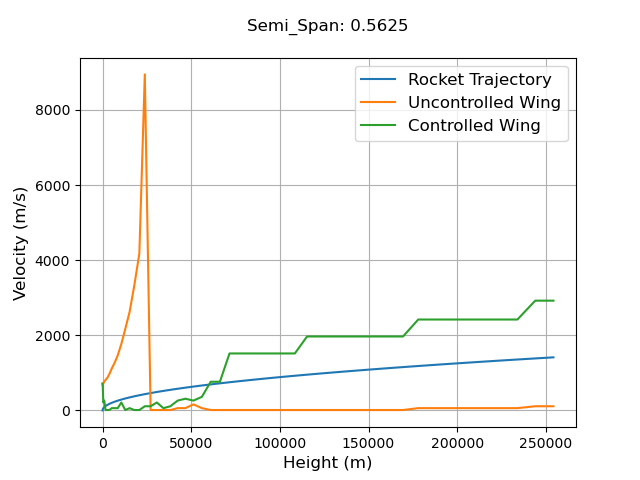 Semi_Span: 0.5625
Rocket Trajectory
Uncontrolled Wing
Controlled Wing
Velocity (m/s)
8000
6000
4000
2000
0
0 50000 100000 150000 200000 250000
Height (m)